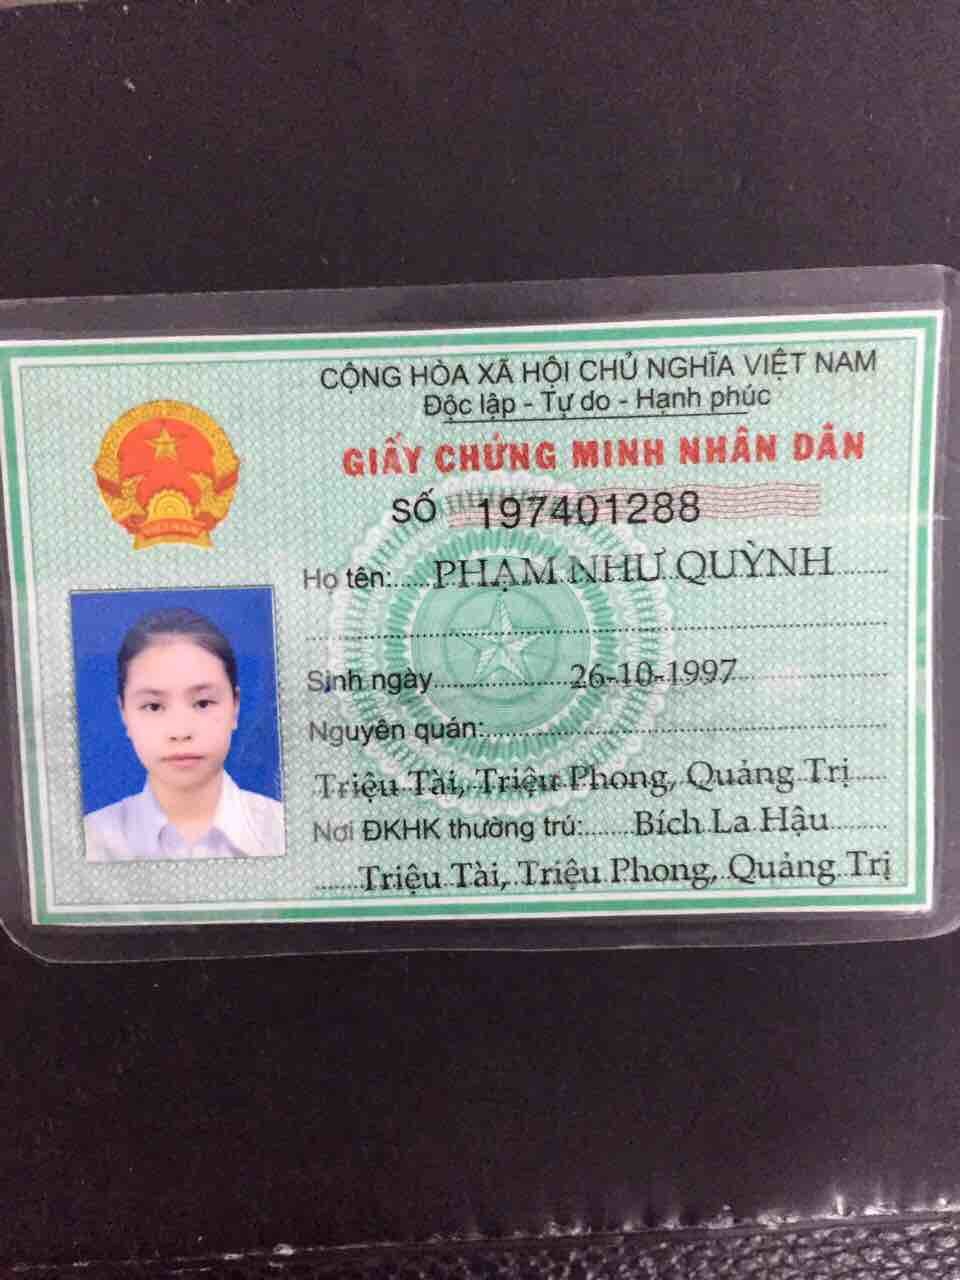 CỘNG HÒA XÃ HỘI CHỦ NGHĨA VIỆT NAM
Độc lập - Tự do - Hạnh phúc
GIẤY CHỨNG MINH NHÂN DÂN
SỐ 197401288
Họ tên: PHẠM NHƯ QUỲNH
Sinh ngày 26-10-1997
Nguyên quán:
Triệu Tài, Triệu Phong, Quảng Trị
Nơi ĐKHK thường trú: Bích La Hậu
Triệu Tài, Triệu Phong, Quảng Trị